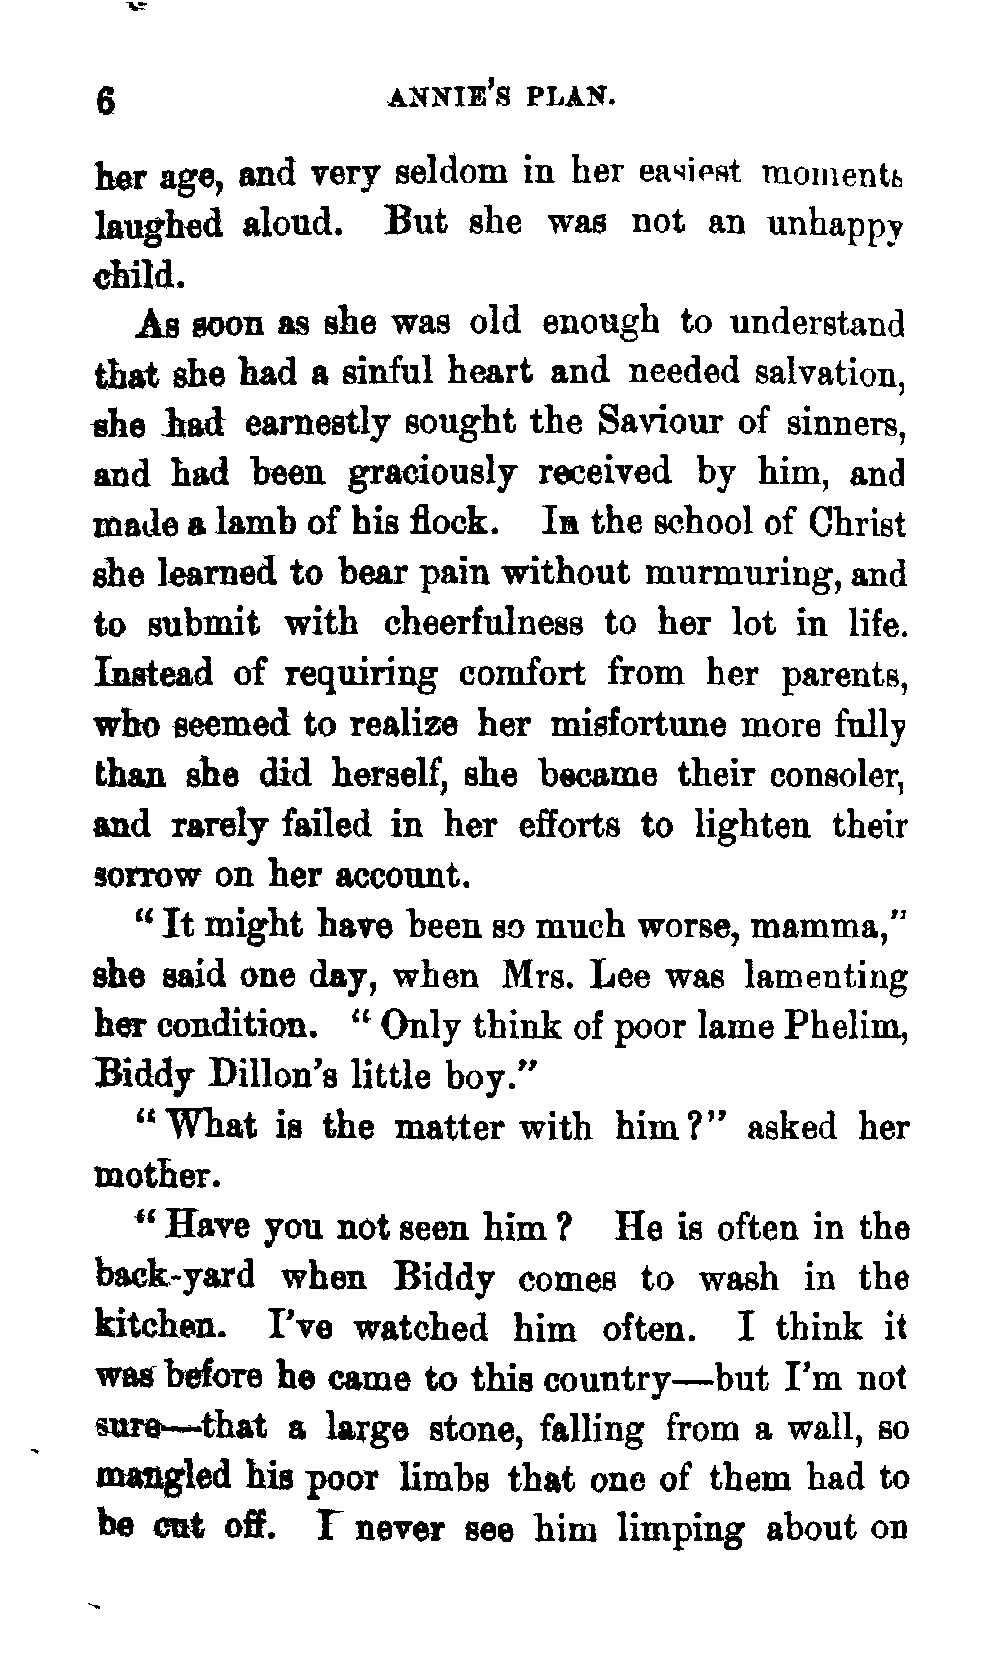 6 ANNIE'S PLAN.
her age, and very seldom in her easiest moments
laughed aloud. But she was not an unhappy
child.
As soon as she was old enough to understand
that she had a sinful heart and needed salvation,
she had earnestly sought the Saviour of sinners,
and had been graciously received by him, and
made a lamb of his flock. In the school of Christ
she learned to bear pain without murmuring, and
to submit with cheerfulness to her lot in life.
Instead of requiring comfort from her parents,
who seemed to realize her misfortune more fully
than she did herself, she became their consoler,
and rarely failed in her efforts to lighten their
sorrow on her account.
"It might have been so much worse, mamma,"
she said one day, when Mrs. Lee was lamenting
her condition. "Only think of poor lame Phelim,
Biddy Dillon's little boy."
"What is the matter with him?" asked her
mother.
"Have you not seen him? He is often in the
back-yard when Biddy comes to wash in the
kitchen. I've watched him often. I think it
was before he came to this country—but I'm not
sure—that a large stone, falling from a wall, so
mangled his poor limbs that one of them had to
be cut off. I never see him limping about on